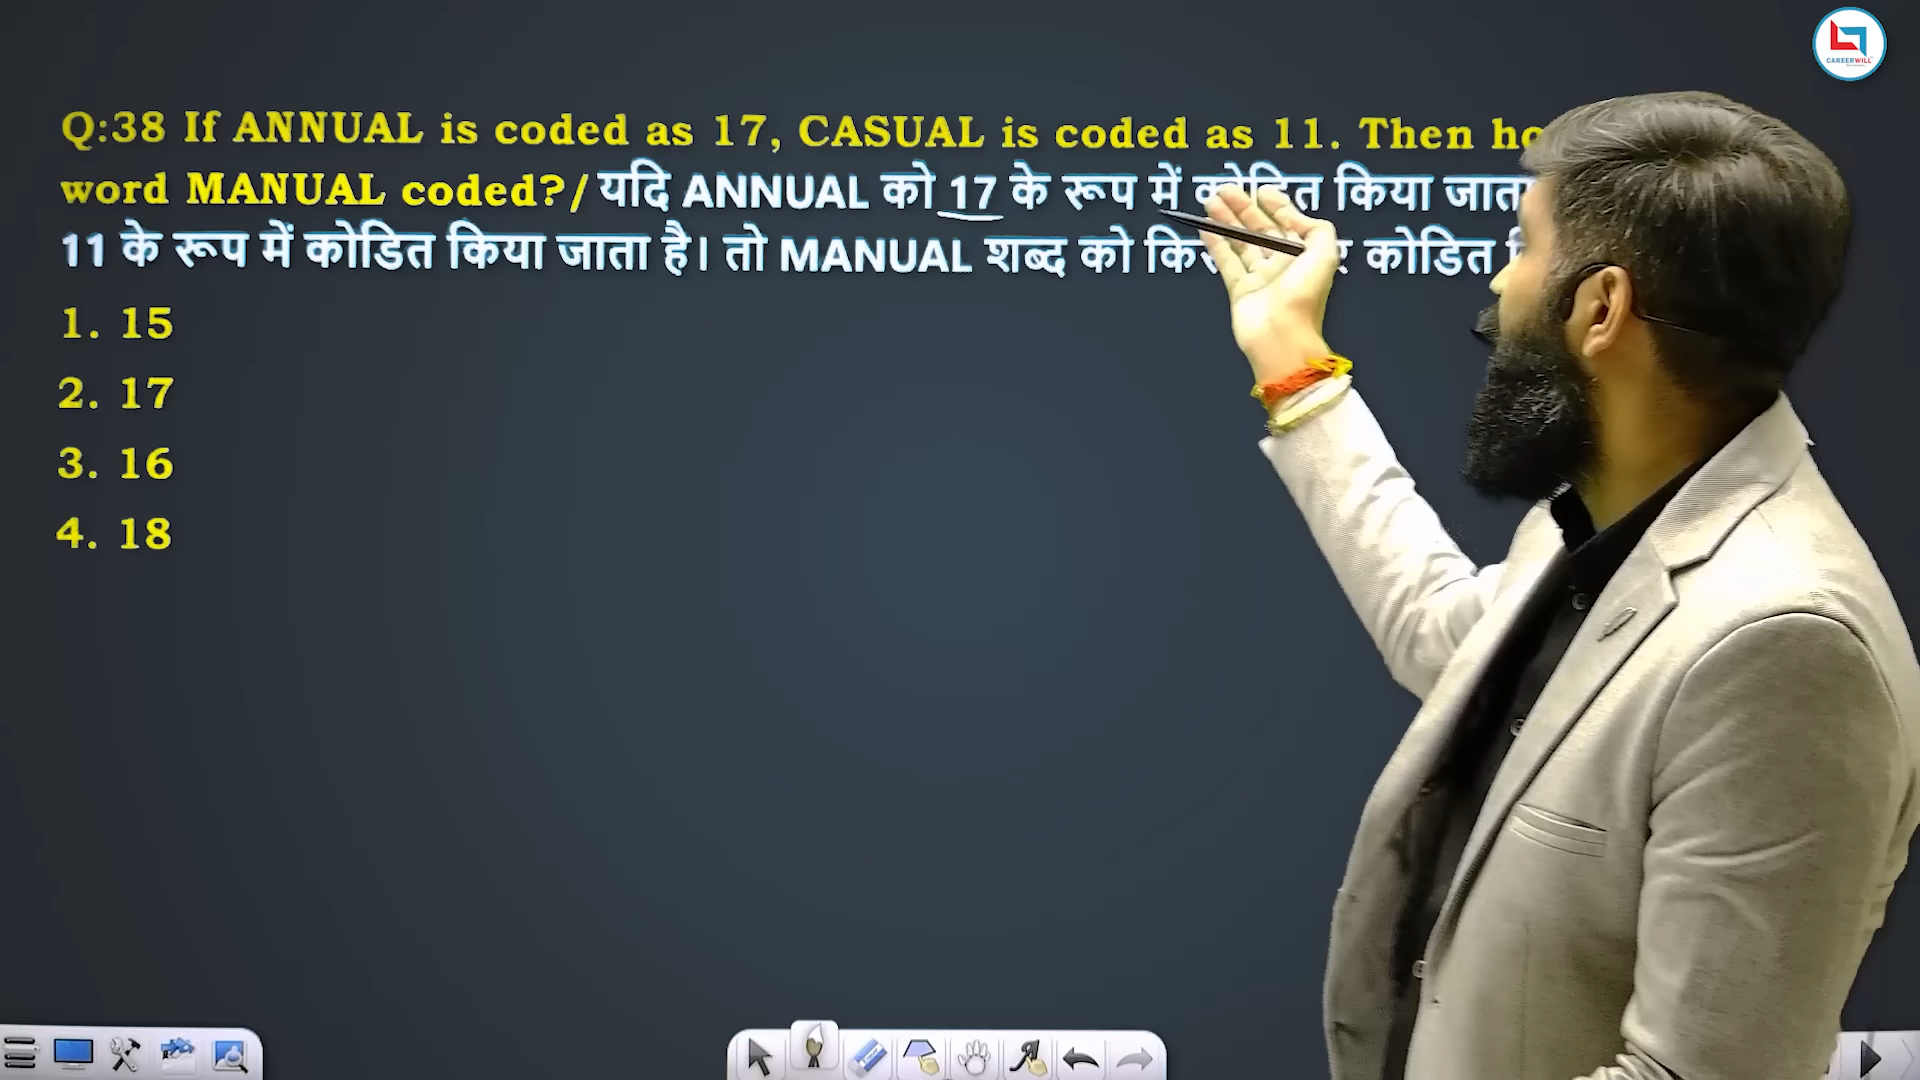 CAREERWILL
Q:38 If ANNUAL is coded as 17, CASUAL is coded as 11. Then
word MANUAL coded?/ यदि ANNUAL को 17 के रूप में कोडित किया
11 के रूप में कोडित किया जाता है। तो MANUAL शब्द को कोडित
1. 15
2. 17
3. 16
4. 18